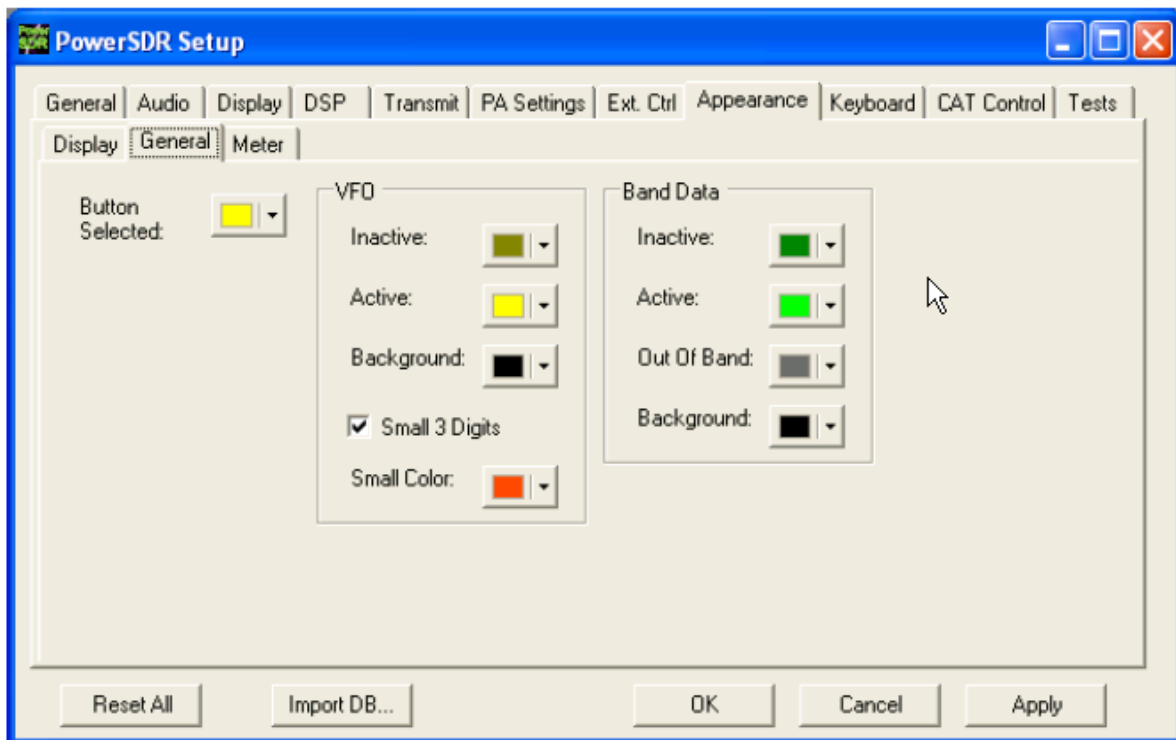 Power SDR
PowerSDR Setup
General Audio Display DSP Transmit PA Settings Ext. Ctrl Appearance Keyboard CAT Control Tests
Display General Meter
Button
Selected:
VFO
Inactive:
Active:
Background:
Small 3 Digits
Small Color:
Band Data
Inactive:
Active:
Out Of Band:
Background:
Reset All Import DB... OK Cancel Apply